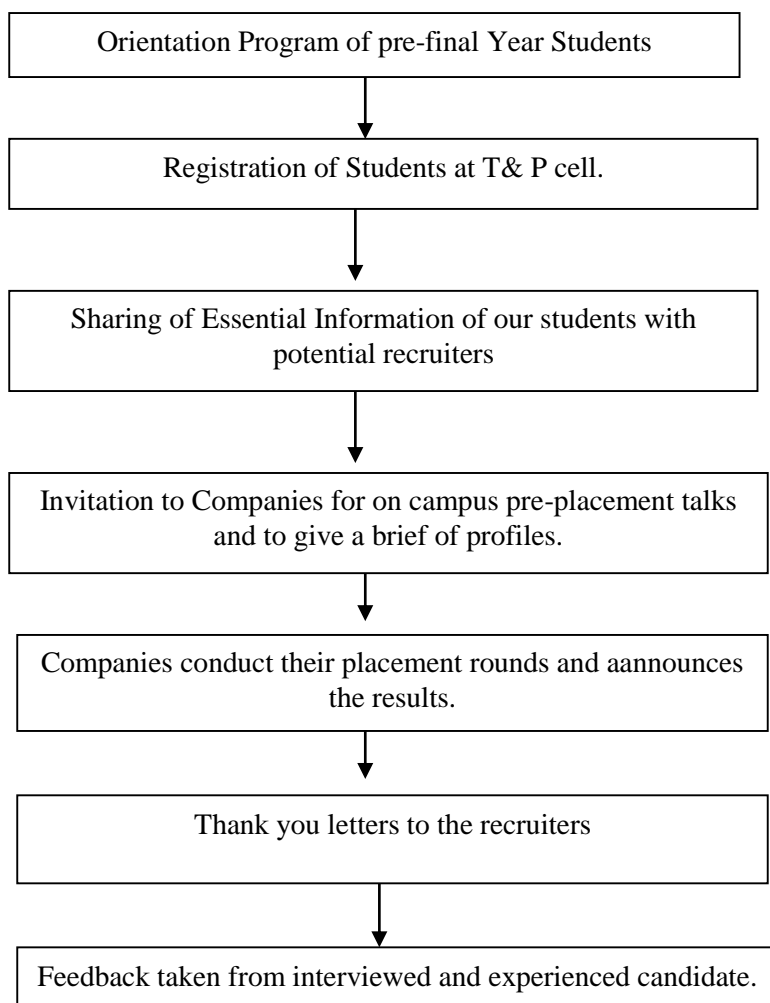 Orientation Program of pre-final Year Students
Registration of Students at T& P cell.
Sharing of Essential Information of our students with
potential recruiters
Invitation to Companies for on campus pre-placement talks
and to give a brief of profiles.
Companies conduct their placement rounds and aannounces
the results.
Thank you letters to the recruiters
Feedback taken from interviewed and experienced candidate.